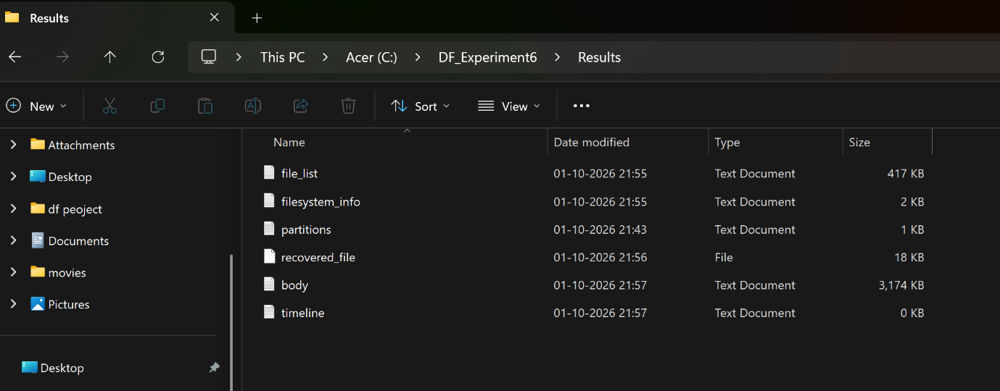 Results
This PC > Acer (C:) > DF_Experiment6 > Results
New Sort View
Attachments
Desktop
df peoject
Documents
movies
Pictures
Desktop
Name Date modified Type Size
file_list 01-10-2026 21:55 Text Document 417 KB
filesystem_info 01-10-2026 21:55 Text Document 2 KB
partitions 01-10-2026 21:43 Text Document 1 KB
recovered_file 01-10-2026 21:56 File 18 KB
body 01-10-2026 21:57 Text Document 3,174 KB
timeline 01-10-2026 21:57 Text Document 0 KB